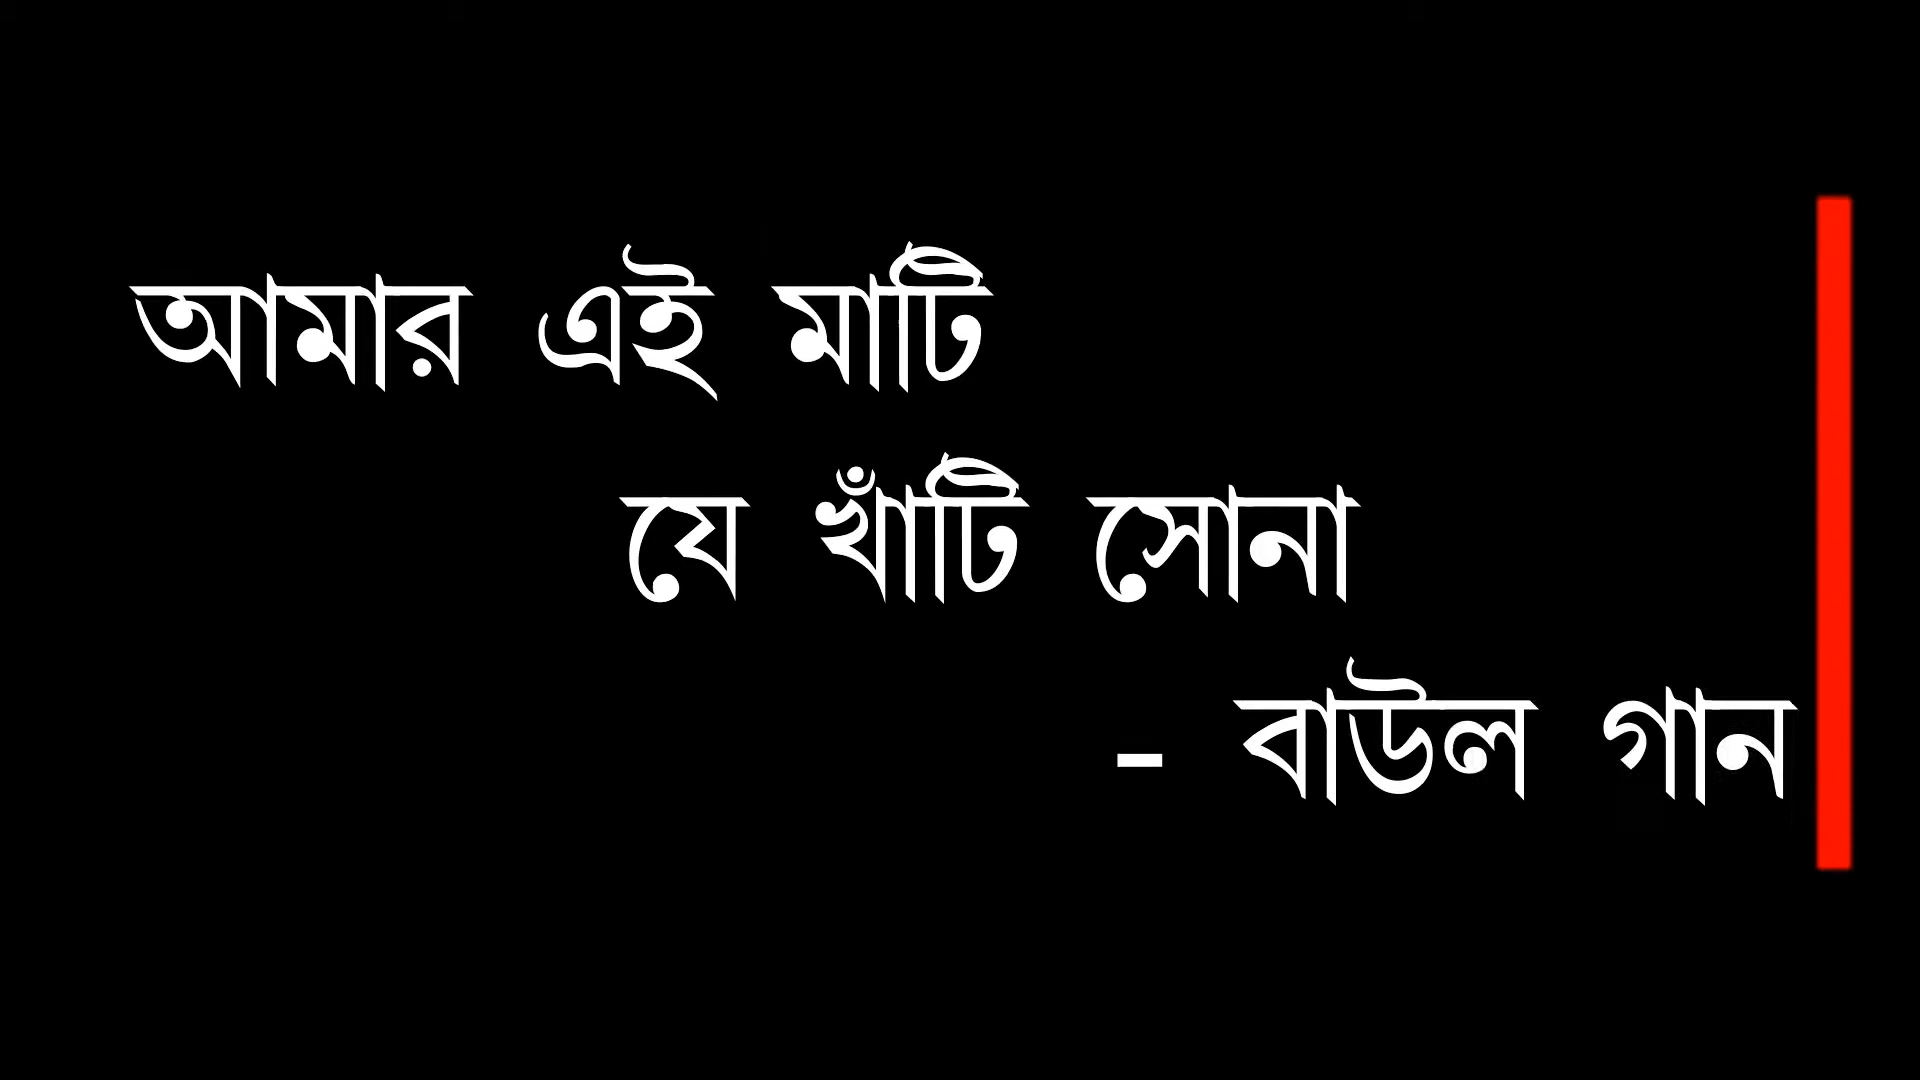 আমার এই মাটি
যে খাঁটি সোনা
- বাউল গান